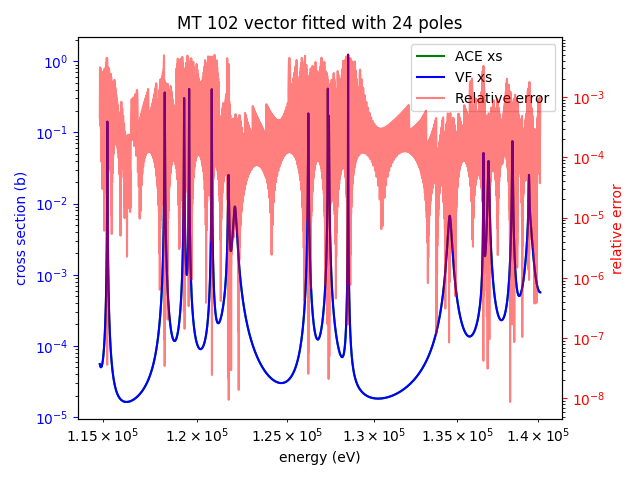 MT 102 vector fitted with 24 poles
ACE xs
VF xs
Relative error
cross section (b)
10⁰
10⁻¹
10⁻²
10⁻³
10⁻⁴
10⁻⁵
relative error
10⁻³
10⁻⁴
10⁻⁵
10⁻⁶
10⁻⁷
10⁻⁸
1.15 × 10⁵ 1.2 × 10⁵ 1.25 × 10⁵ 1.3 × 10⁵ 1.35 × 10⁵ 1.4 × 10⁵
energy (eV)